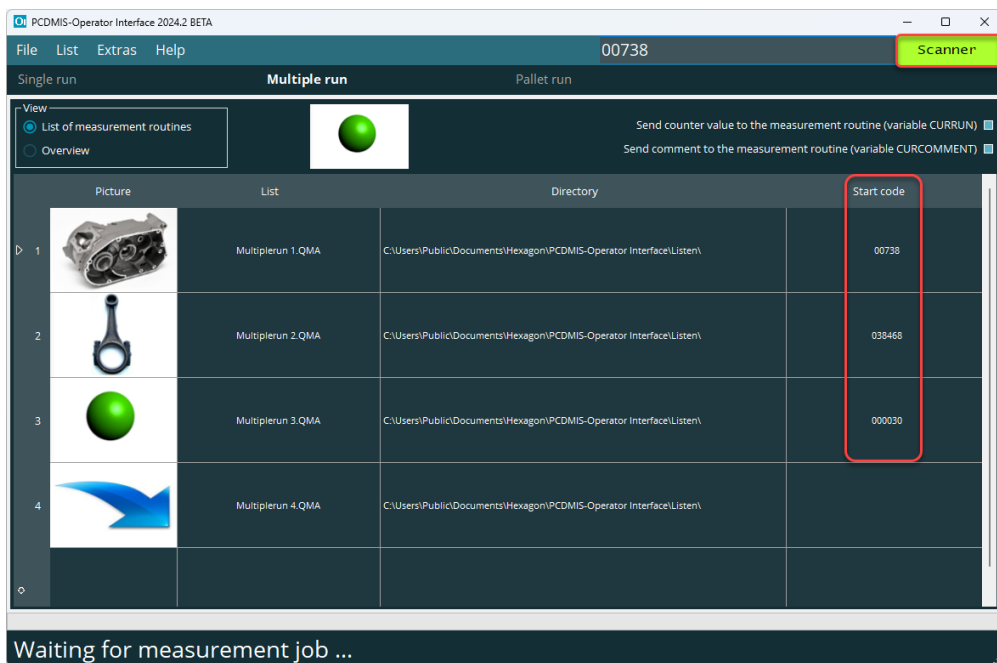 PCDMIS-Operator Interface 2024.2 BETA
File List Extras Help 00738 Scanner
Single run Multiple run Pallet run
View
List of measurement routines
Overview
Send counter value to the measurement routine (variable CURRUN)
Send comment to the measurement routine (variable CURCOMMENT)
Picture List Directory Start code
1 Multiplerun 1.QMA C:\Users\Public\Documents\Hexagon\PCDMIS-Operator Interface\Listen\ 00738
2 Multiplerun 2.QMA C:\Users\Public\Documents\Hexagon\PCDMIS-Operator Interface\Listen\ 038468
3 Multiplerun 3.QMA C:\Users\Public\Documents\Hexagon\PCDMIS-Operator Interface\Listen\ 000030
4 Multiplerun 4.QMA C:\Users\Public\Documents\Hexagon\PCDMIS-Operator Interface\Listen\
Waiting for measurement job ...